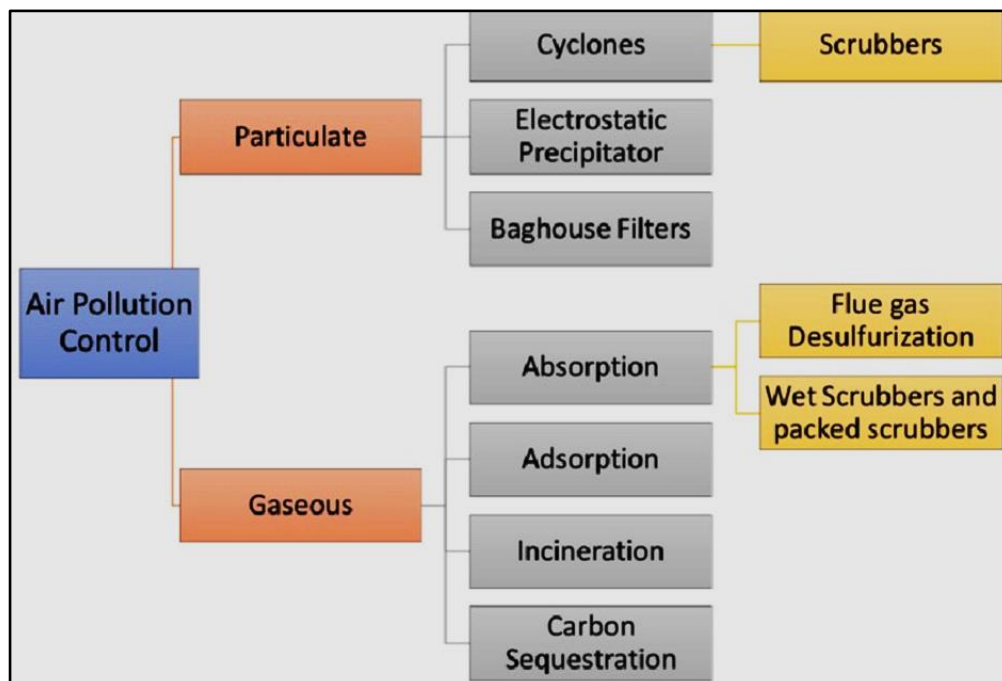 Cyclones
Scrubbers
Particulate
Electrostatic
Precipitator
Baghouse Filters
Air Pollution
Control
Flue gas
Desulfurization
Absorption
Wet Scrubbers and
packed scrubbers
Adsorption
Gaseous
Incineration
Carbon
Sequestration